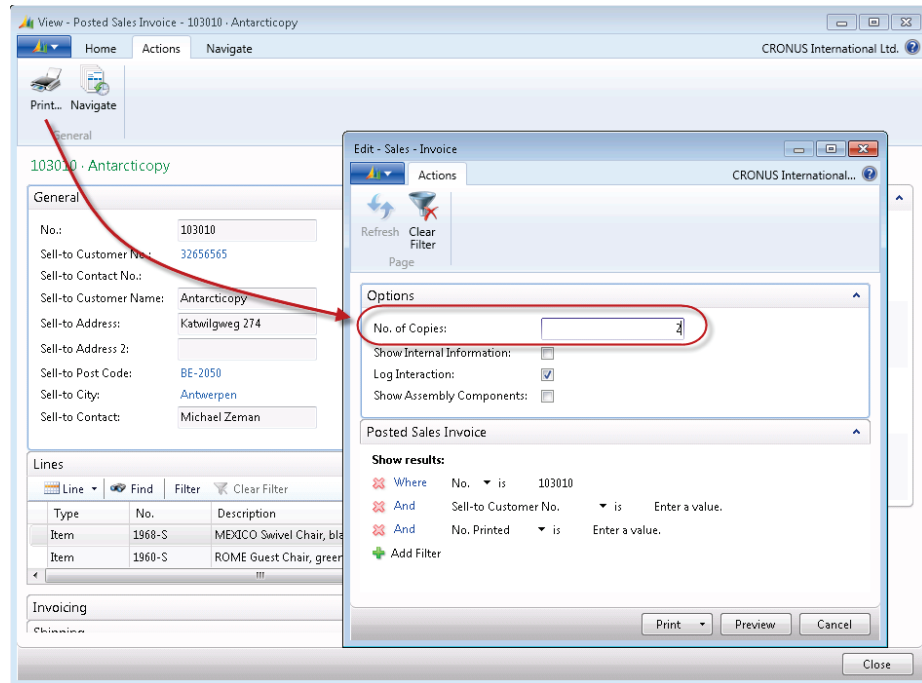 View - Posted Sales Invoice - 103010 · Antarcticopy
Home Actions Navigate CRONUS International Ltd.
Print... Navigate
General
103010 · Antarcticopy
General
No.: 103010
Sell-to Customer No.: 32656565
Sell-to Contact No.:
Sell-to Customer Name: Antarcticopy
Sell-to Address: Katwilgweg 274
Sell-to Address 2:
Sell-to Post Code: BE-2050
Sell-to City: Antwerpen
Sell-to Contact: Michael Zeman
Lines
Line Find Filter Clear Filter
Type No. Description
Item 1968-S MEXICO Swivel Chair, bla
Item 1960-S ROME Guest Chair, green
Invoicing
Shipping
Edit - Sales - Invoice
Actions CRONUS International...
Refresh Clear Filter
Page
Options
No. of Copies: 2
Show Internal Information:
Log Interaction:
Show Assembly Components:
Posted Sales Invoice
Show results:
Where No. is 103010
And Sell-to Customer No. is Enter a value.
And No. Printed is Enter a value.
Add Filter
Print Preview Cancel
Close